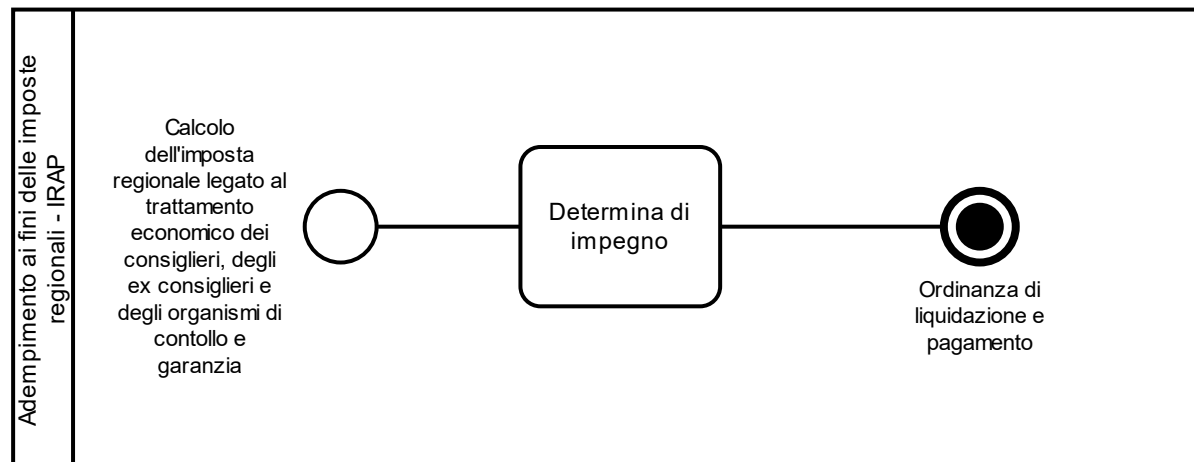 Adempimento ai fini delle imposte
regionali - IRAP
Calcolo
dell'imposta
regionale legato al
trattamento
economico dei
consiglieri, degli
ex consiglieri e
degli organismi di
contollo e
garanzia
Determina di
impegno
Ordinanza di
liquidazione e
pagamento